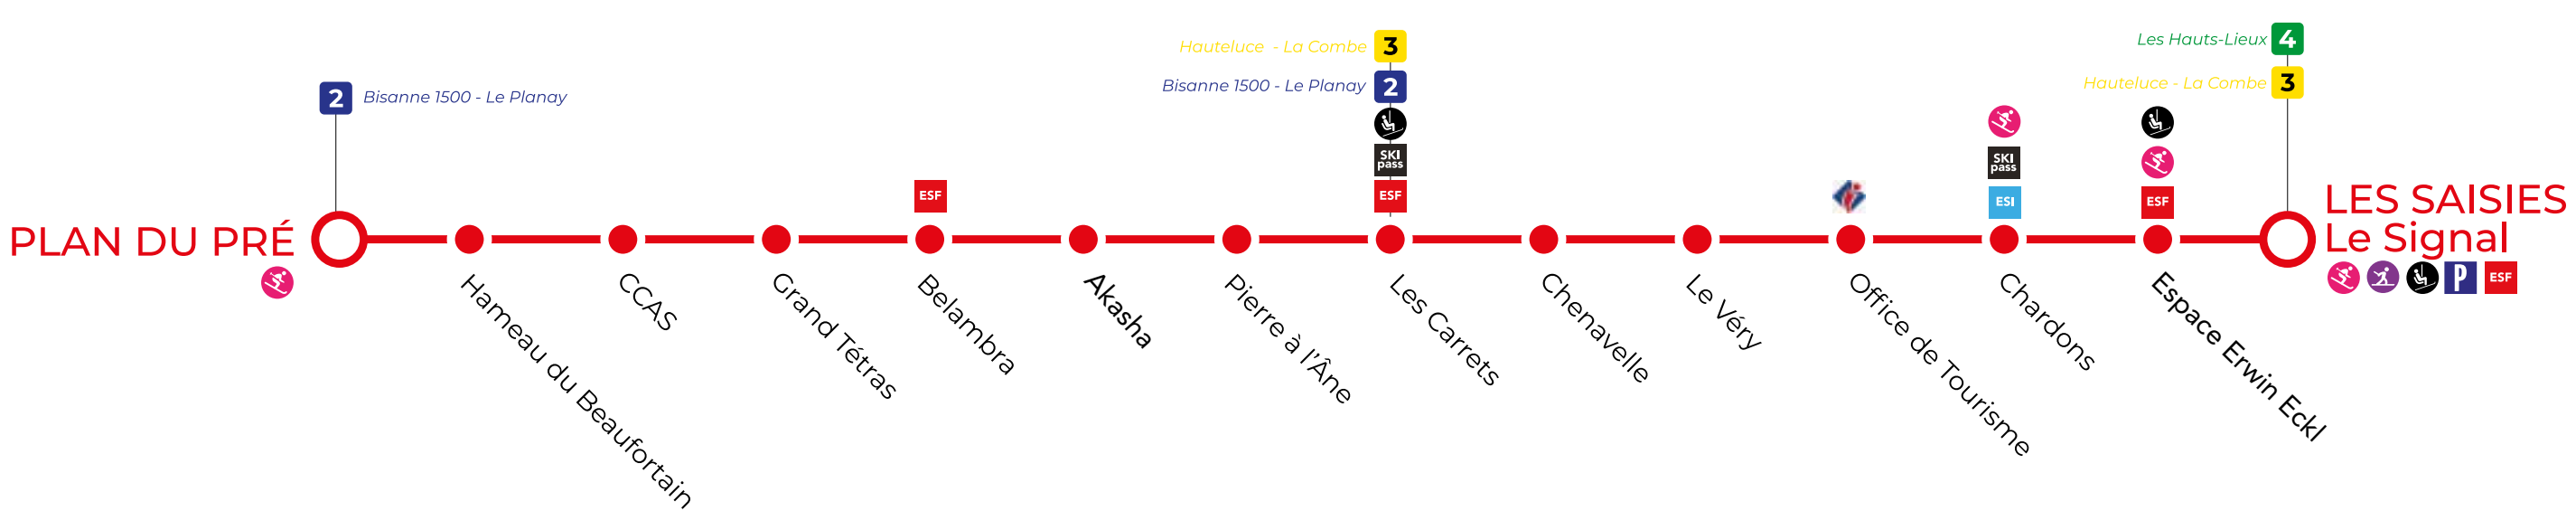 PLAN DU PRÉ
2 Bisanne 1500 - Le Planay
Hameau du Beaufortain
CCAS
Grand Tétras
ESF
Belambra
Akasha
Pierre à l'Âne
Hauteluce - La Combe 3
Bisanne 1500 - Le Planay 2
SKI
pass
ESF
Les Carrets
Chenavelle
Le Véry
Office de Tourisme
SKI
pass
ESI
Chardons
ESF
Espace Erwin Eckl
Les Hauts-Lieux 4
Hauteluce - La Combe 3
LES SAISIES
Le Signal
P ESF